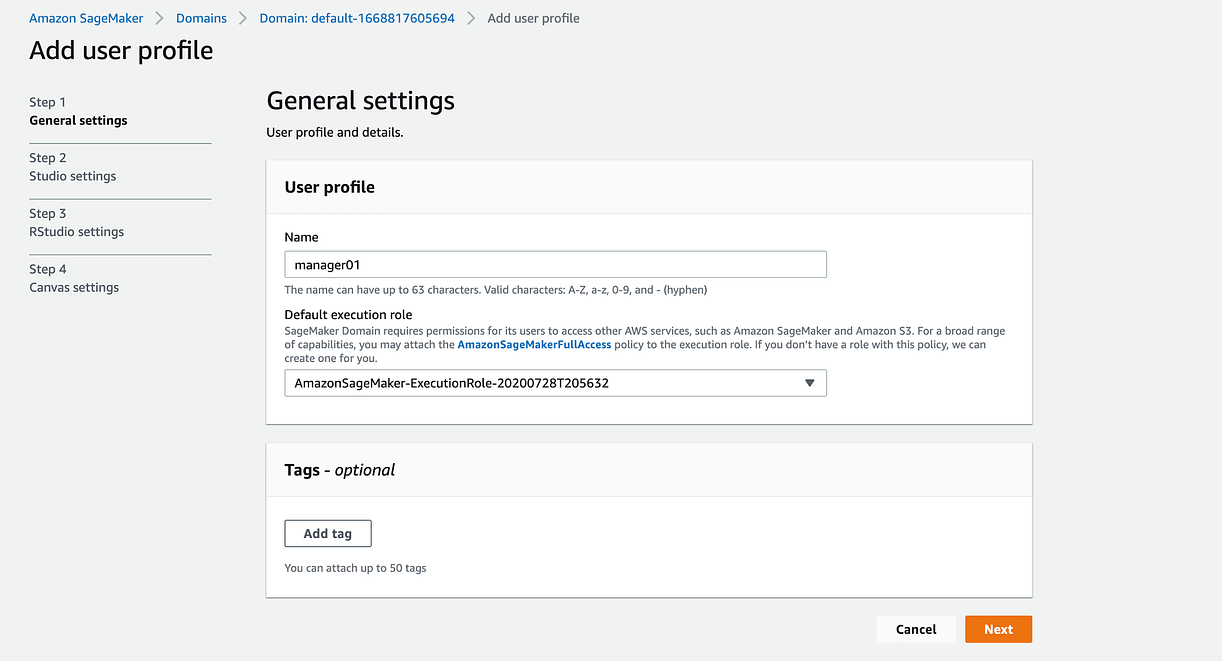 Amazon SageMaker > Domains > Domain: default-1668817605694 > Add user profile
Add user profile
Step 1
General settings
Step 2
Studio settings
Step 3
RStudio settings
Step 4
Canvas settings
General settings
User profile and details.
User profile
Name
manager01
The name can have up to 63 characters. Valid characters: A-Z, a-z, 0-9, and - (hyphen)
Default execution role
SageMaker Domain requires permissions for its users to access other AWS services, such as Amazon SageMaker and Amazon S3. For a broad range
of capabilities, you may attach the AmazonSageMakerFullAccess policy to the execution role. If you don't have a role with this policy, we can
create one for you.
AmazonSageMaker-ExecutionRole-20200728T205632
Tags - optional
Add tag
You can attach up to 50 tags
Cancel
Next